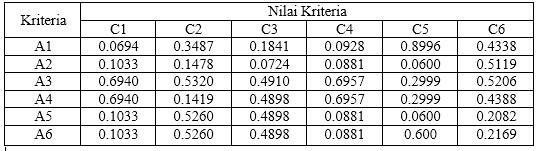 Kriteria Nilai Kriteria
C1 C2 C3 C4 C5 C6
A1 0.0694 0.3487 0.1841 0.0928 0.8996 0.4338
A2 0.1033 0.1478 0.0724 0.0881 0.0600 0.5119
A3 0.6940 0.5320 0.4910 0.6957 0.2999 0.5206
A4 0.6940 0.1419 0.4898 0.6957 0.2999 0.4388
A5 0.1033 0.5260 0.4898 0.0881 0.0600 0.2082
A6 0.1033 0.5260 0.4898 0.0881 0.600 0.2169